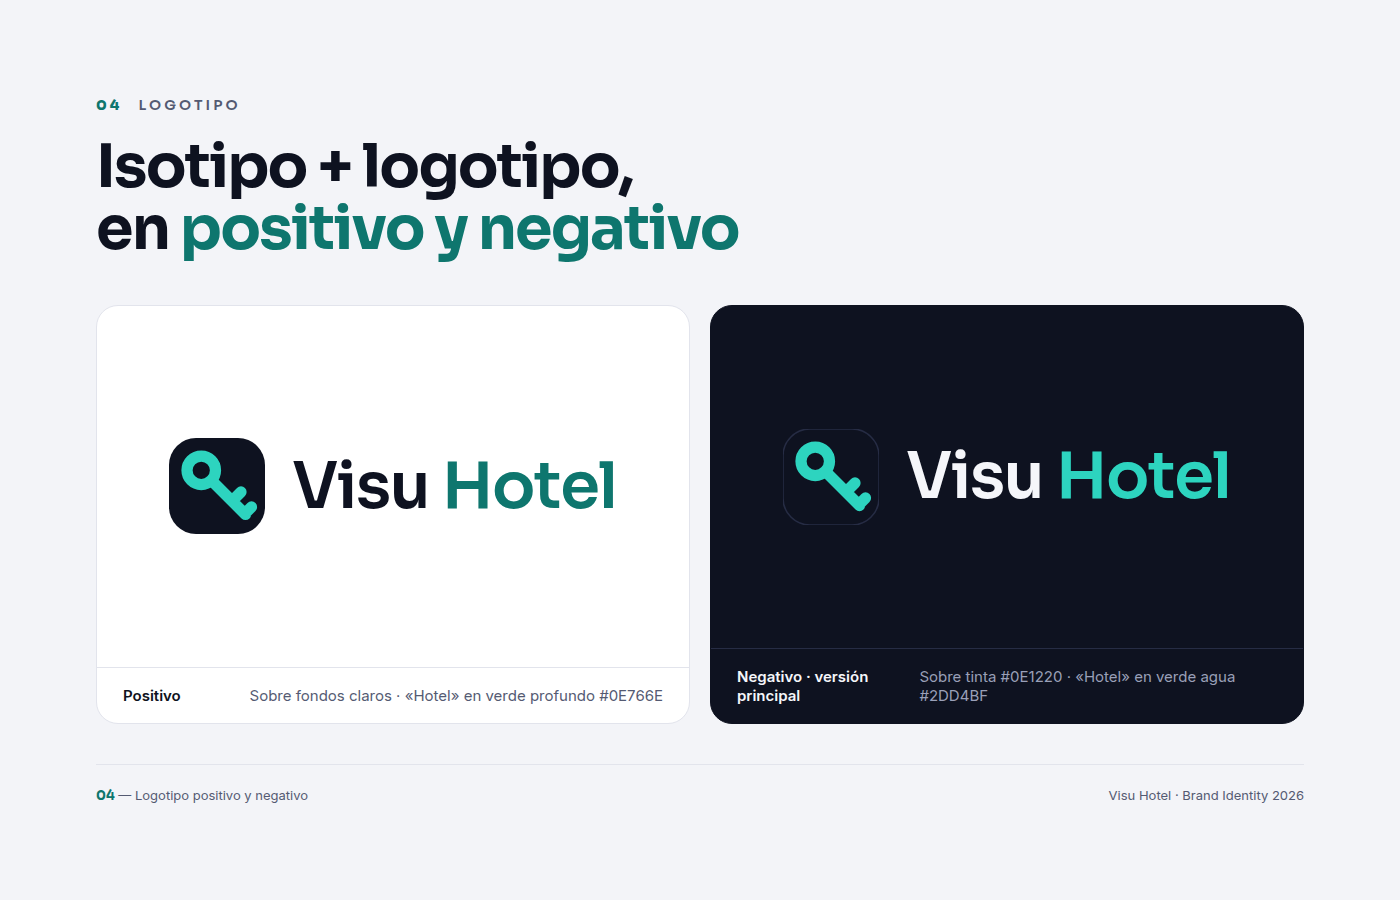 04 LOGOTIPO
Isotipo + logotipo,
en positivo y negativo
Visu Hotel
Positivo
Sobre fondos claros · «Hotel» en verde profundo #0E766E
Visu Hotel
Negativo · versión
principal
Sobre tinta #0E1220 · «Hotel» en verde agua
#2DD4BF
04 — Logotipo positivo y negativo
Visu Hotel · Brand Identity 2026